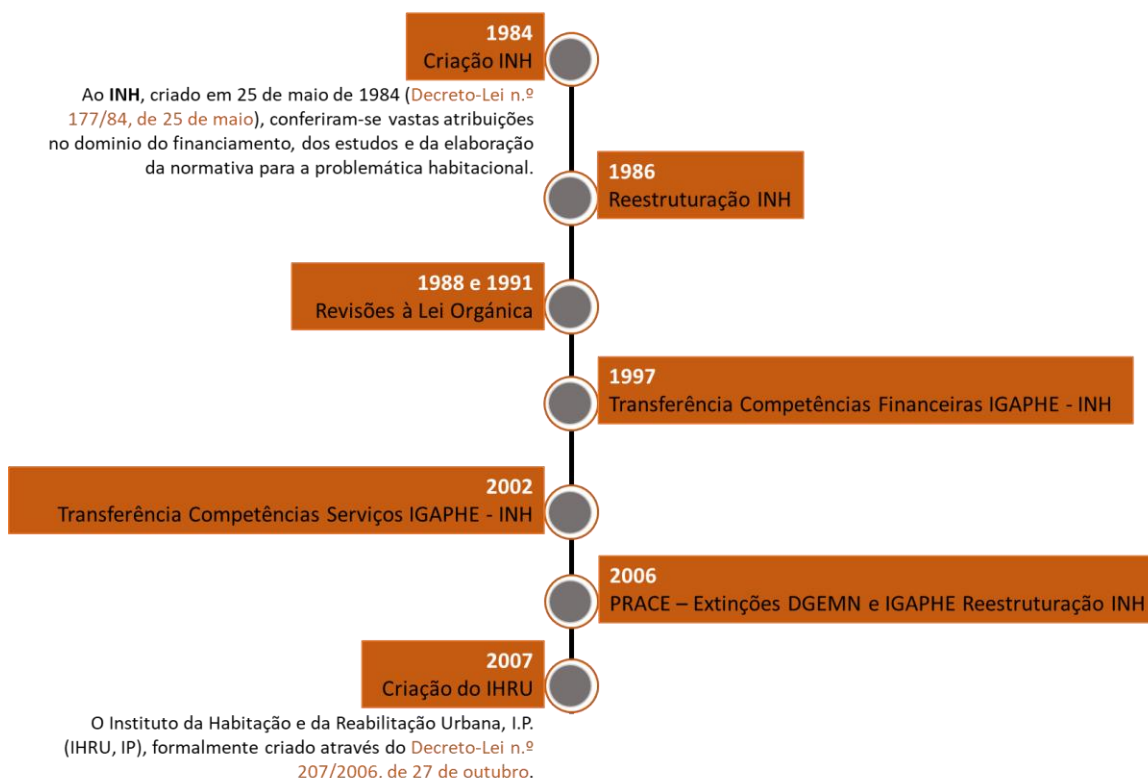 1984
Criação INH
Ao INH, criado em 25 de maio de 1984 (Decreto-Lei n.º
177/84, de 25 de maio), conferiram-se vastas atribuições
no dominio do financiamento, dos estudos e da elaboração
da normativa para a problemática habitacional.
1986
Reestruturação INH
1988 e 1991
Revisões à Lei Orgánica
1997
Transferência Competências Financeiras IGAPHE - INH
2002
Transferência Competências Serviços IGAPHE - INH
2006
PRACE – Extinções DGEMN e IGAPHE Reestruturação INH
2007
Criação do IHRU
O Instituto da Habitação e da Reabilitação Urbana, I.P.
(IHRU, IP), formalmente criado através do Decreto-Lei n.º
207/2006, de 27 de outubro.